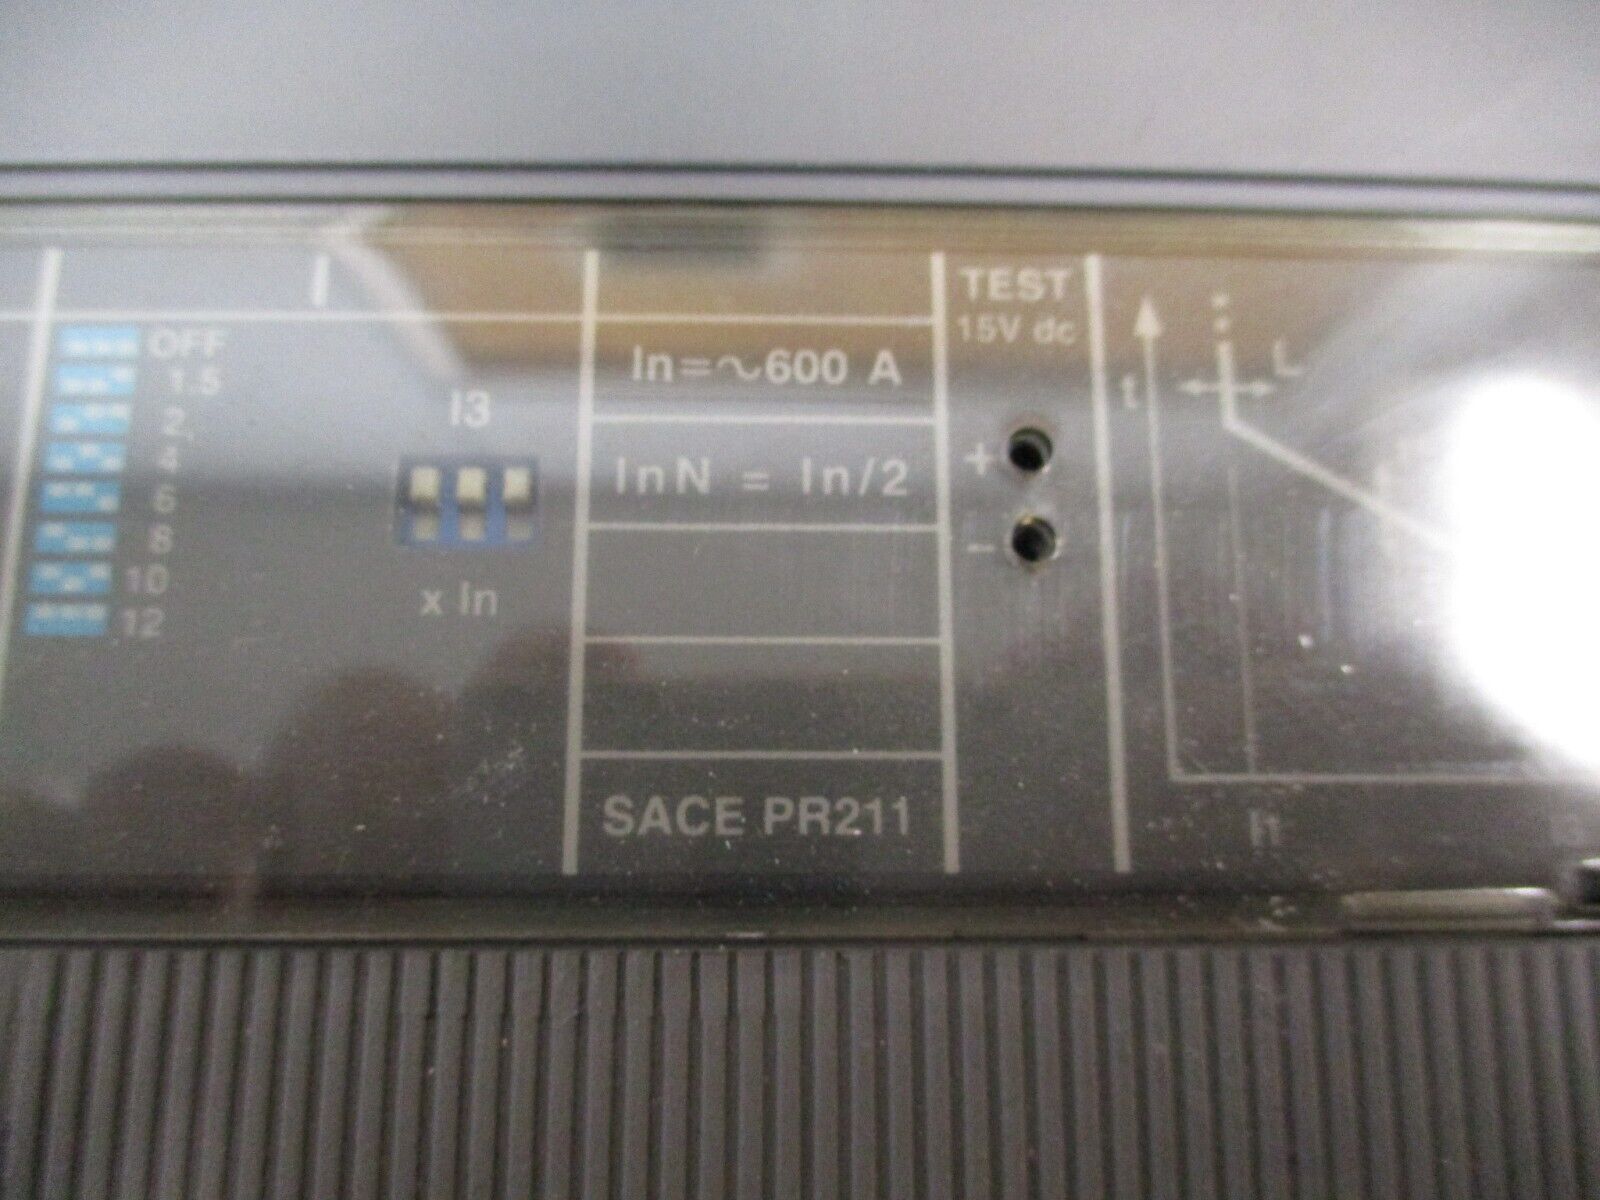 I
OFF
1.5
2
4
6
8
10
12
I3
x In
In=~600 A
InN = In/2
SACE PR211
TEST
15V dc
+
-
t
L
I1